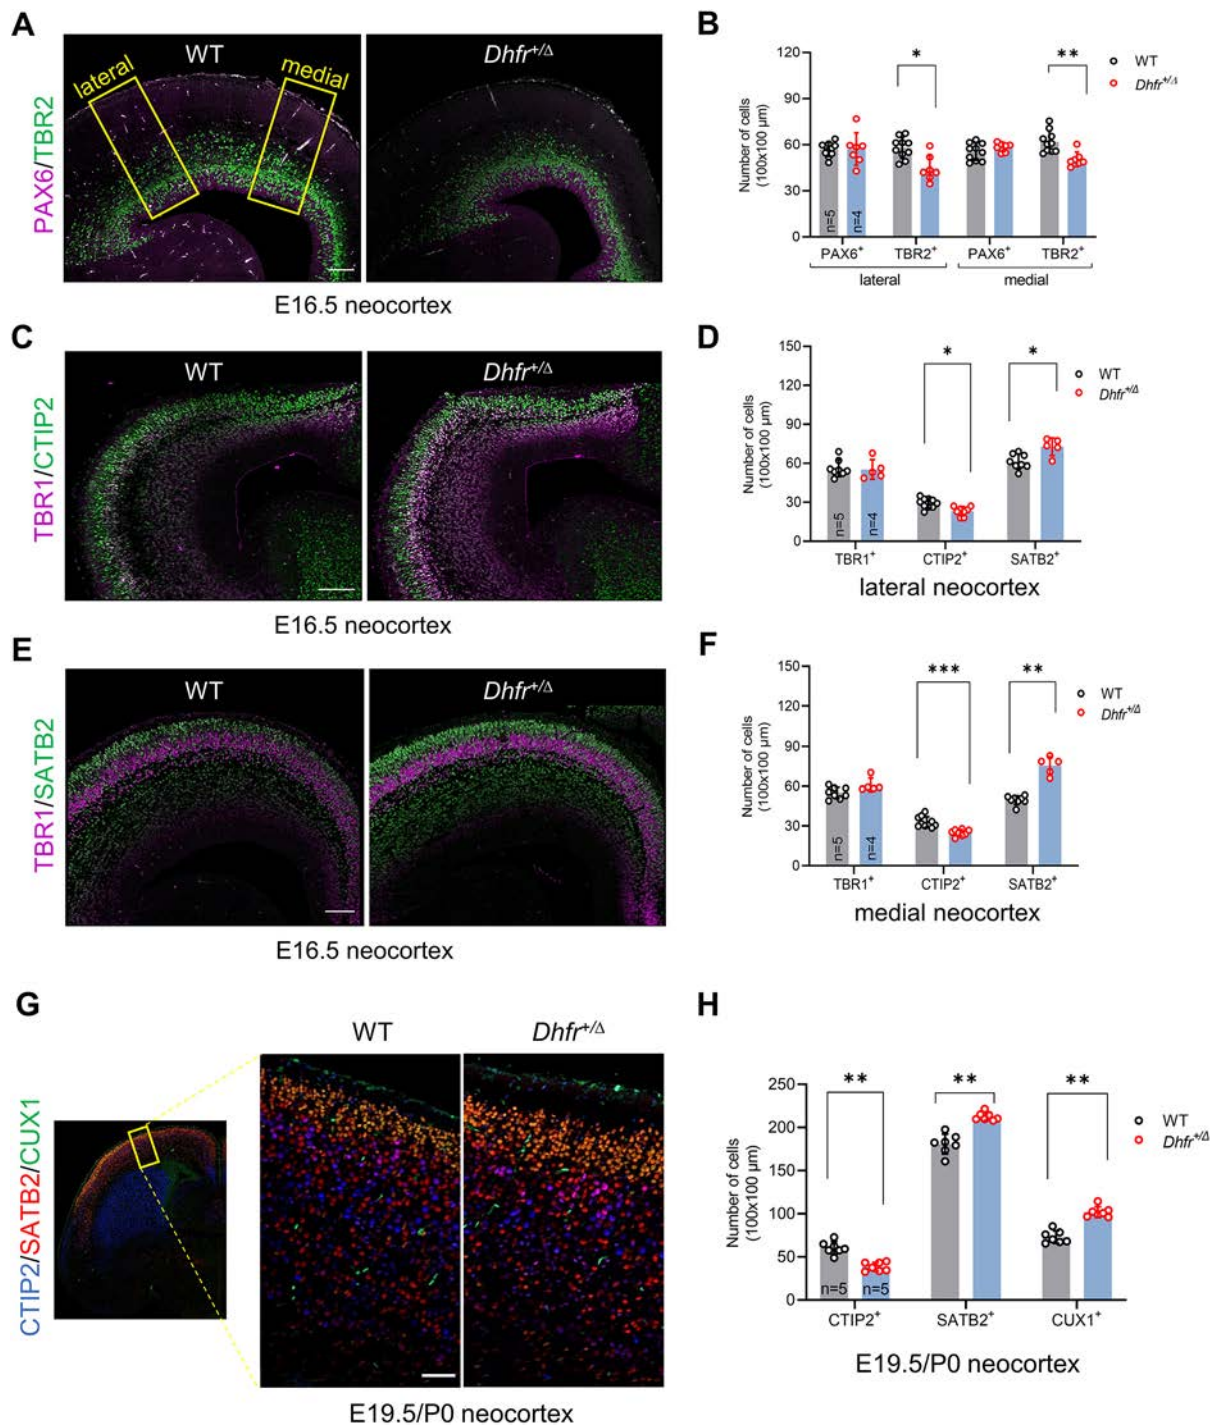 A
WT
Dhfr+/Δ
lateral
medial
PAX6/TBR2
E16.5 neocortex
B
Number of cells
(100x100 µm)
120
90
60
30
0
*
**
WT
Dhfr+/Δ
n=5
n=4
PAX6+
TBR2+
PAX6+
TBR2+
lateral
medial
C
WT
Dhfr+/Δ
TBR1/CTIP2
E16.5 neocortex
D
Number of cells
(100x100 µm)
150
120
90
60
30
0
*
*
WT
Dhfr+/Δ
n=5
n=4
TBR1+
CTIP2+
SATB2+
lateral neocortex
E
WT
Dhfr+/Δ
TBR1/SATB2
E16.5 neocortex
F
Number of cells
(100x100 µm)
150
120
90
60
30
0
***
**
WT
Dhfr+/Δ
n=5
n=4
TBR1+
CTIP2+
SATB2+
medial neocortex
G
WT
Dhfr+/Δ
CTIP2/SATB2/CUX1
E19.5/P0 neocortex
H
Number of cells
(100x100 µm)
250
200
150
100
50
0
**
**
**
WT
Dhfr+/Δ
n=5
n=5
CTIP2+
SATB2+
CUX1+
E19.5/P0 neocortex